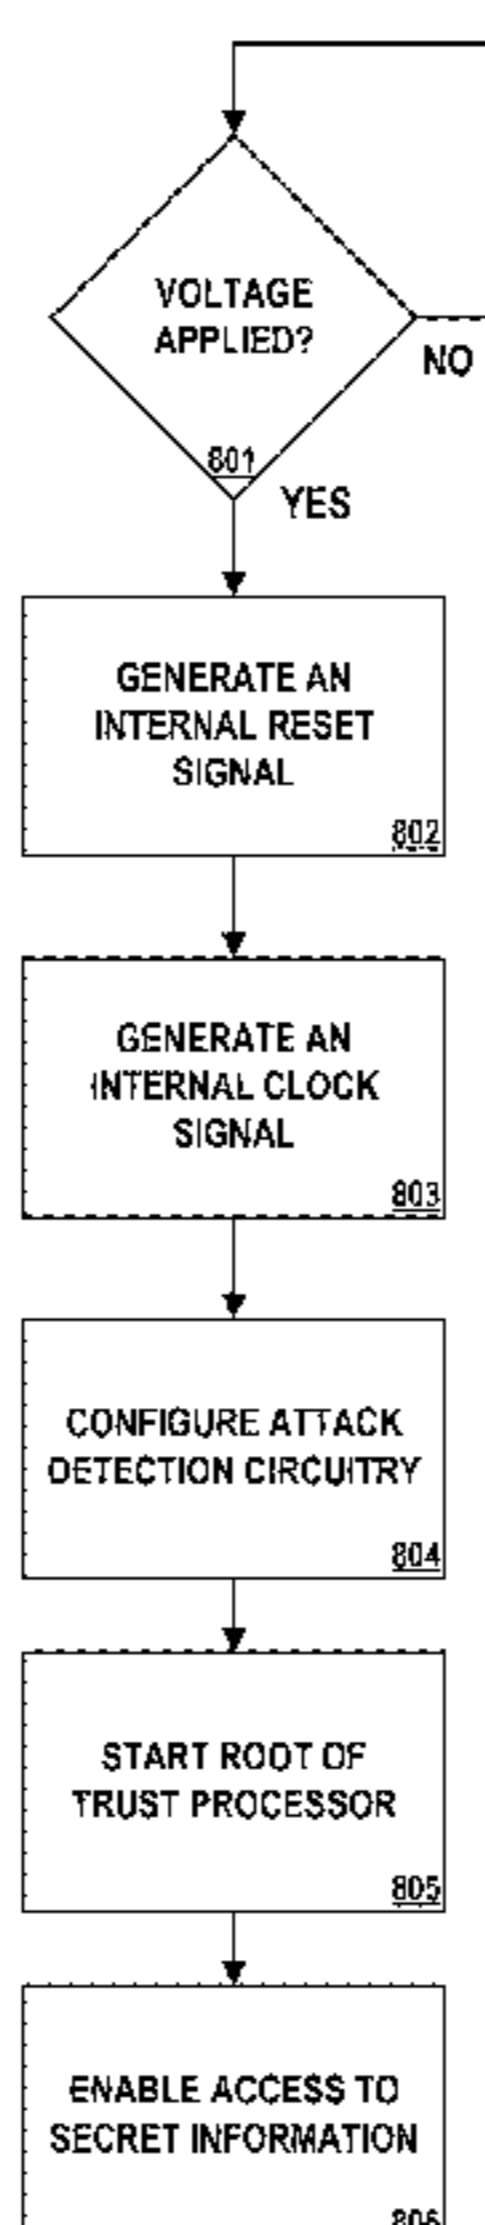 VOLTAGE
APPLIED?
NO
801
YES
GENERATE AN
INTERNAL RESET
SIGNAL
802
GENERATE AN
INTERNAL CLOCK
SIGNAL
803
CONFIGURE ATTACK
DETECTION CIRCUITRY
804
START ROOT OF
TRUST PROCESSOR
805
ENABLE ACCESS TO
SECRET INFORMATION
806